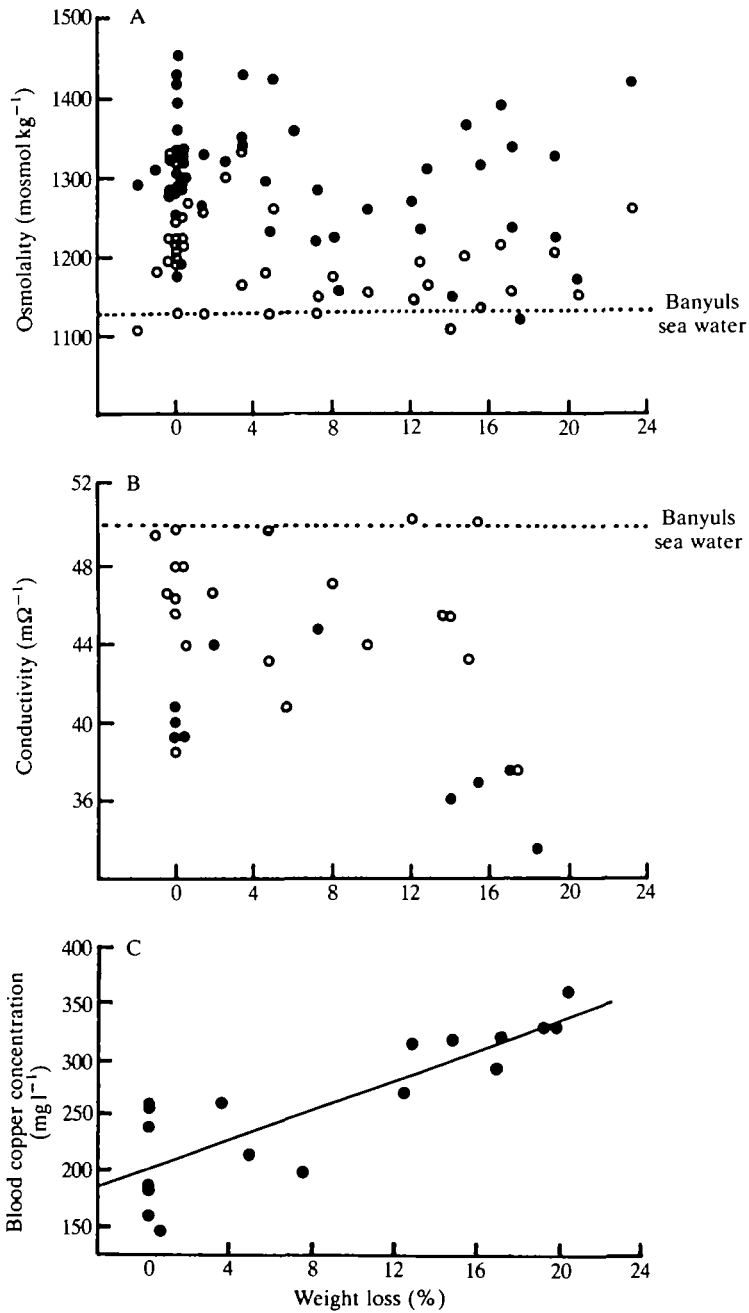 A
1500
1400
1300
1200
1100
Osmolality (mosmol kg⁻¹)
Banyuls
sea water
0 4 8 12 16 20 24
B
52
48
44
40
36
Conductivity (mΩ⁻¹)
Banyuls
sea water
0 4 8 12 16 20 24
C
400
350
300
250
200
150
Blood copper concentration
(mg l⁻¹)
0 4 8 12 16 20 24
Weight loss (%)